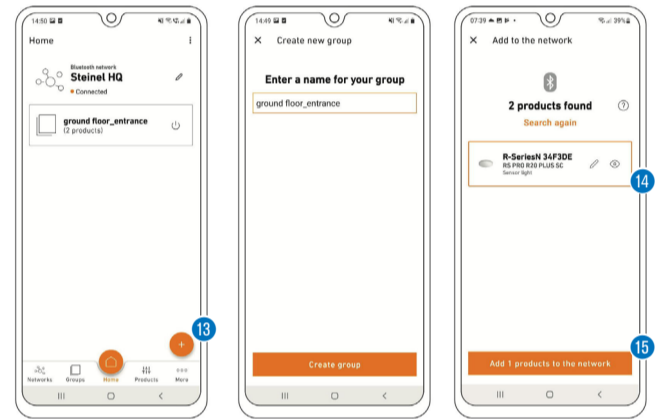 14:50
Home
Bluetooth network
Steinel HQ
Connected
ground floor_entrance
(2 products)
13
+
Networks Groups Home Products More
14:49
× Create new group
Enter a name for your group
ground floor_entrance
Create group
07:39 39%
× Add to the network
2 products found
?
Search again
R-SeriesN 34F3DE
RS PRO R20 PLUS SC
Sensor light
14
15
Add 1 products to the network